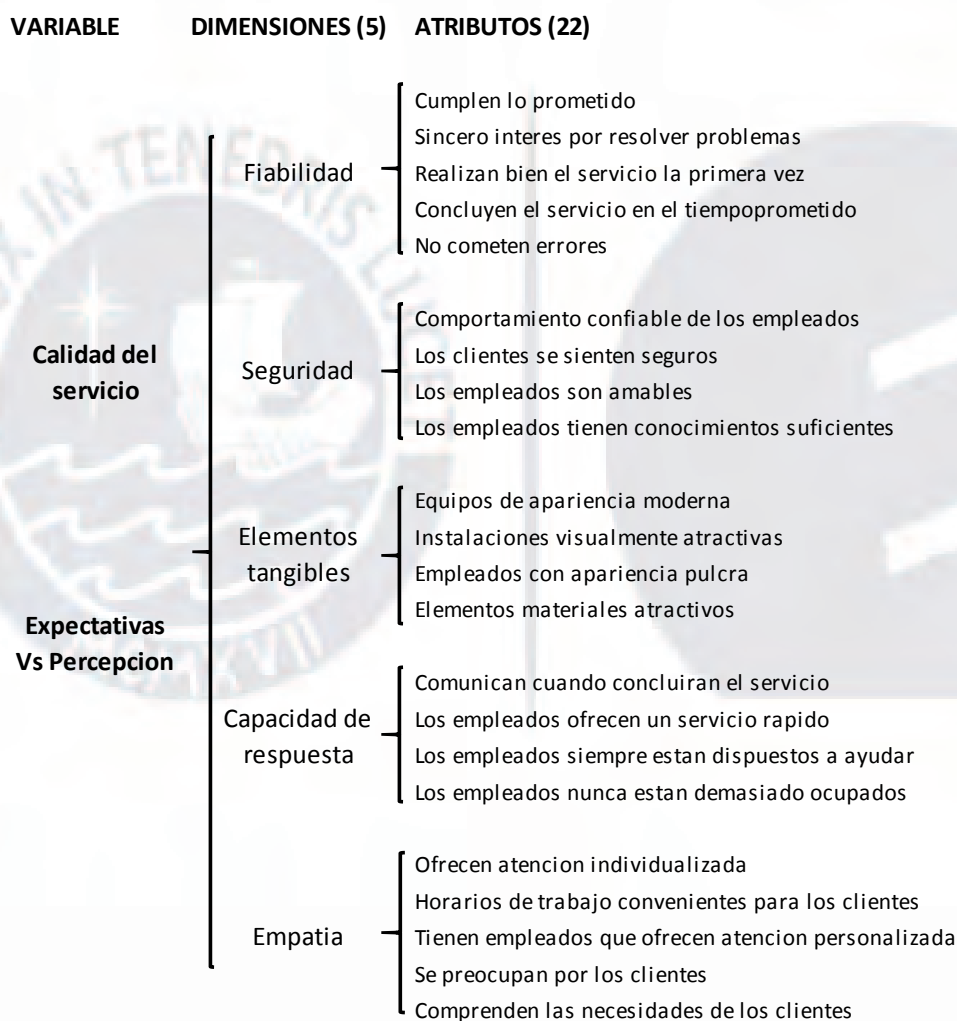 VARIABLE DIMENSIONES (5) ATRIBUTOS (22)
Cumplen lo prometido
Sincero interes por resolver problemas
Fiabilidad
Realizan bien el servicio la primera vez
Concluyen el servicio en el tiempoprometido
No cometen errores
Comportamiento confiable de los empleados
Calidad del
servicio
Los clientes se sienten seguros
Seguridad
Los empleados son amables
Los empleados tienen conocimientos suficientes
Equipos de apariencia moderna
Elementos
tangibles
Instalaciones visualmente atractivas
Empleados con apariencia pulcra
Elementos materiales atractivos
Expectativas
Vs Percepcion
Comunican cuando concluiran el servicio
Capacidad de
respuesta
Los empleados ofrecen un servicio rapido
Los empleados siempre estan dispuestos a ayudar
Los empleados nunca estan demasiado ocupados
Ofrecen atencion individualizada
Horarios de trabajo convenientes para los clientes
Empatia
Tienen empleados que ofrecen atencion personalizada
Se preocupan por los clientes
Comprenden las necesidades de los clientes
IN TENEBRIS